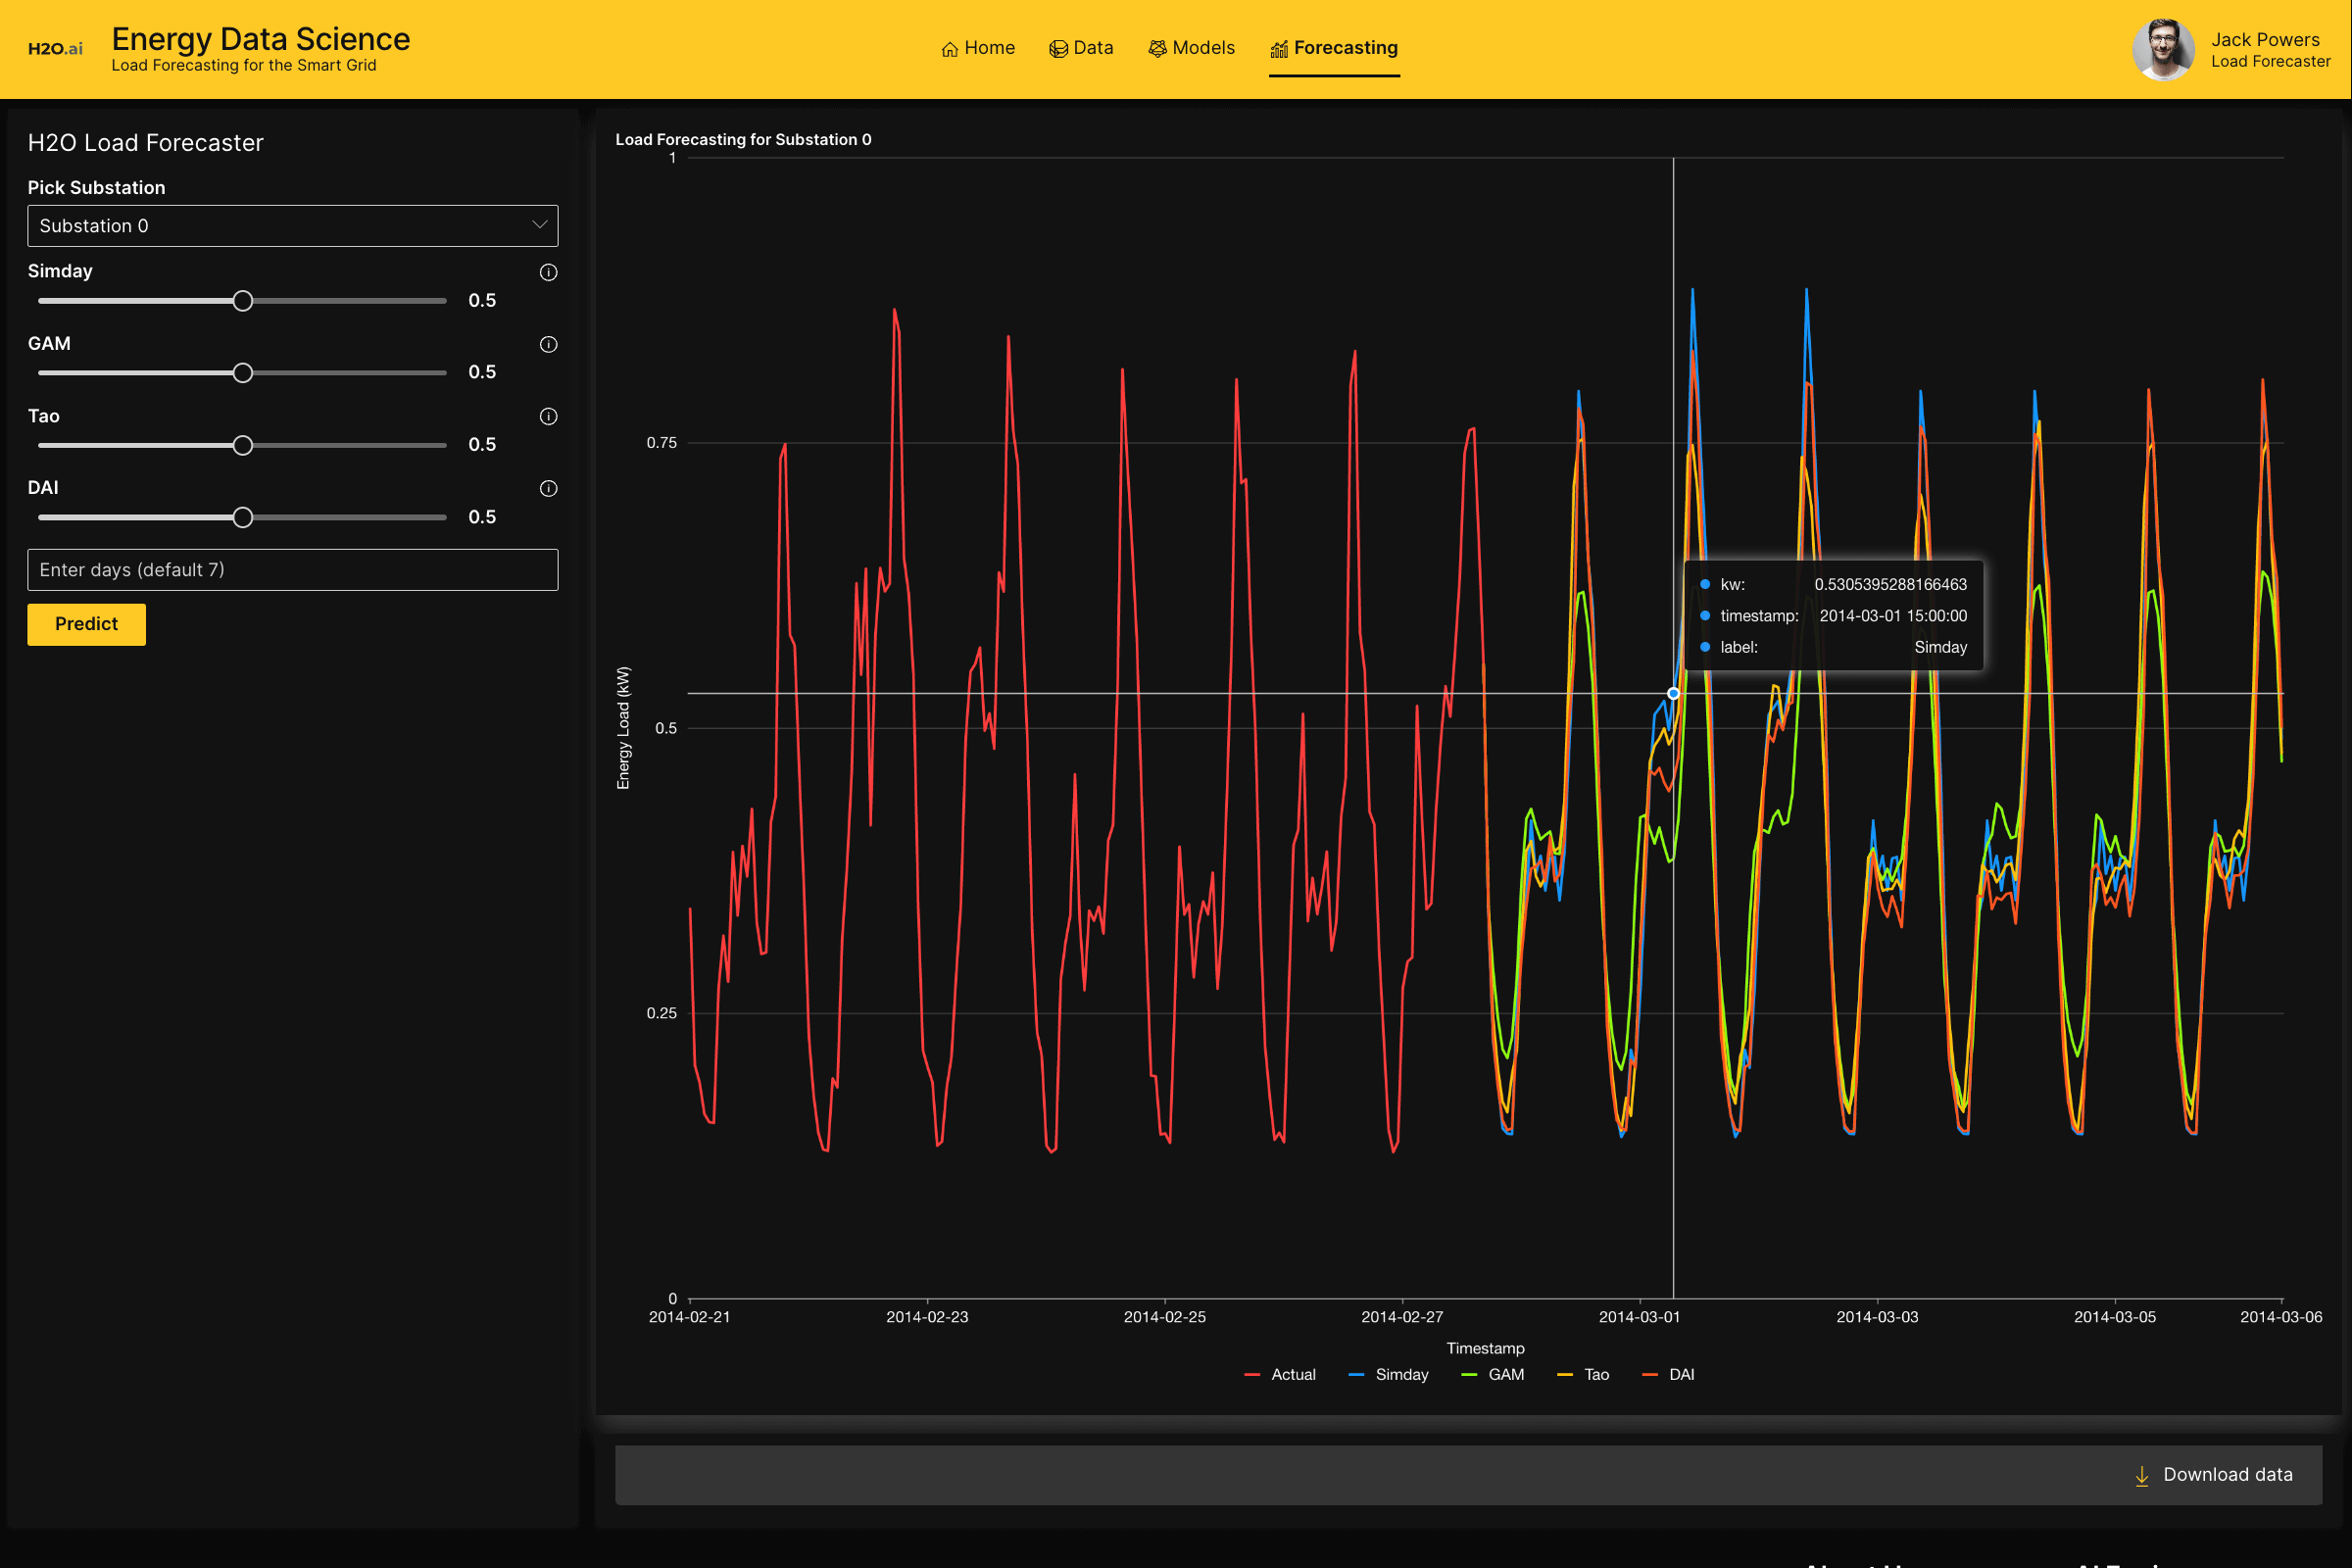 H2O.ai
Energy Data Science
Load Forecasting for the Smart Grid
Home
Data
Models
Forecasting
Jack Powers
Load Forecaster
H2O Load Forecaster
Pick Substation
Substation 0
Simday
0.5
GAM
0.5
Tao
0.5
DAI
0.5
Enter days (default 7)
Predict
Load Forecasting for Substation 0
1
0.75
0.5
0.25
0
Energy Load (kW)
kw: 0.5305395288166463
timestamp: 2014-03-01 15:00:00
label: Simday
2014-02-21
2014-02-23
2014-02-25
2014-02-27
2014-03-01
2014-03-03
2014-03-05
2014-03-06
Timestamp
Actual
Simday
GAM
Tao
DAI
Download data